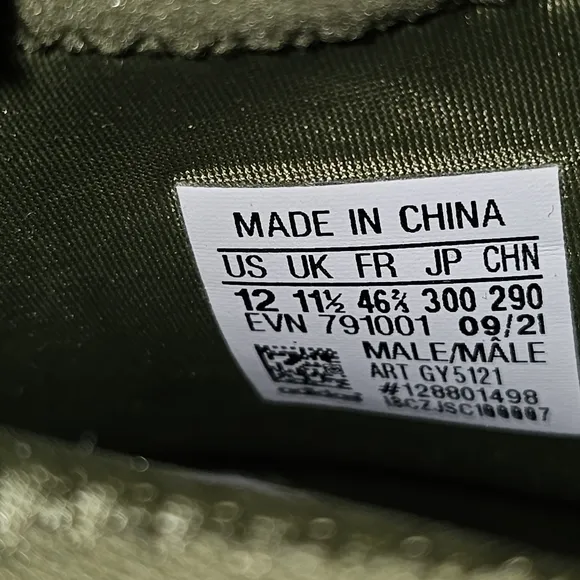 MADE IN CHINA
US UK FR JP CHN
12 11½ 46⅔ 300 290
EVN 791001 09/21
MALE/MÂLE
ART GY5121
#128801498